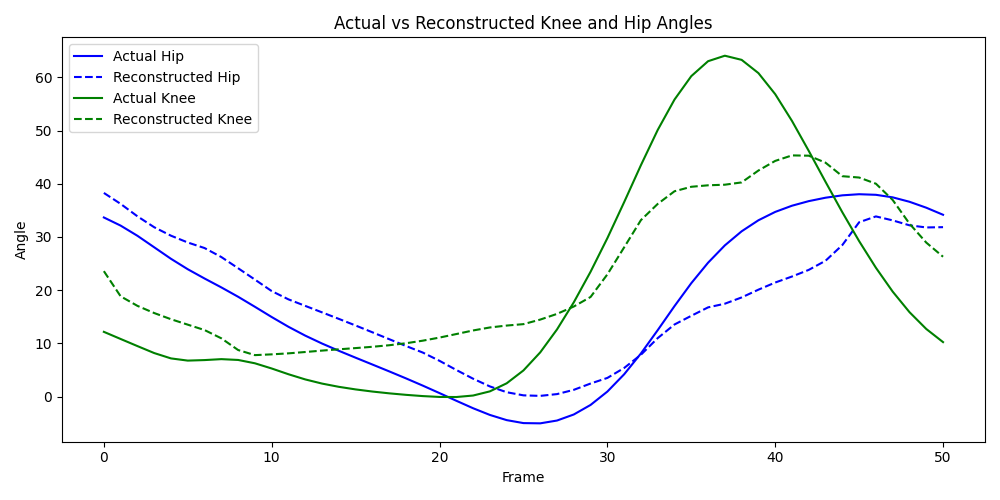 Actual vs Reconstructed Knee and Hip Angles
Actual Hip
Reconstructed Hip
Actual Knee
Reconstructed Knee
Angle
60
50
40
30
20
10
0
0 10 20 30 40 50
Frame